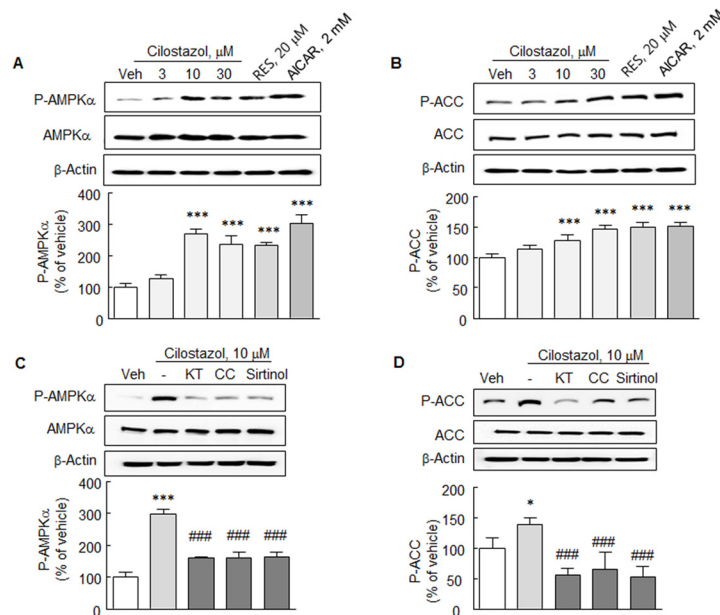 A
Cilostazol, μM
RES, 20 μM
AICAR, 2 mM
Veh 3 10 30
P-AMPKα
AMPKα
β-Actin
P-AMPKα
(% of vehicle)
400
300
200
100
0
***
***
***
***
B
Cilostazol, μM
RES, 20 μM
AICAR, 2 mM
Veh 3 10 30
P-ACC
ACC
β-Actin
P-ACC
(% of vehicle)
200
150
100
50
0
***
***
***
***
C
Cilostazol, 10 μM
Veh - KT CC Sirtinol
P-AMPKα
AMPKα
β-Actin
P-AMPKα
(% of vehicle)
400
300
200
100
0
***
###
###
###
D
Cilostazol, 10 μM
Veh - KT CC Sirtinol
P-ACC
ACC
β-Actin
P-ACC
(% of vehicle)
200
150
100
50
0
*
###
###
###